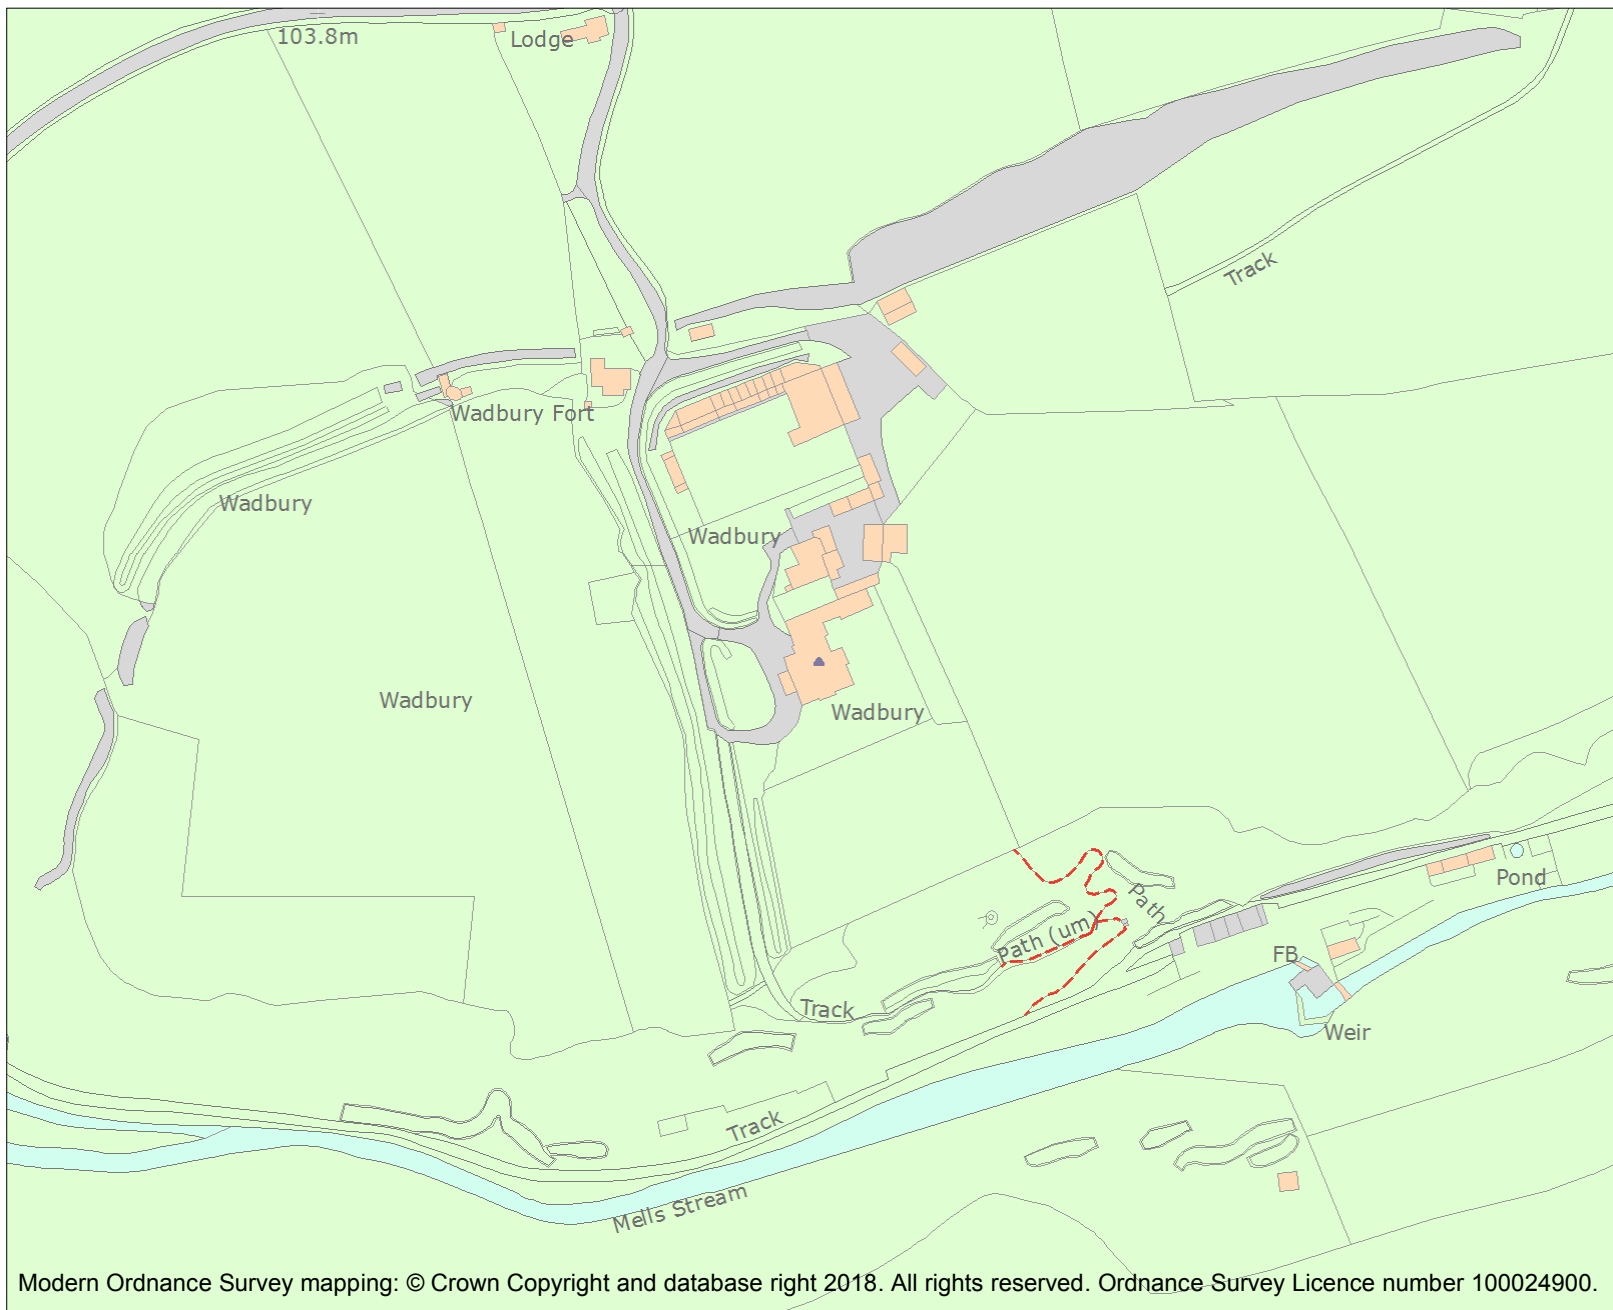 103.8m
Lodge
Track
Wadbury Fort
Wadbury
Wadbury
Wadbury
Wadbury
Pond
Path
Path (um)
FB
Track
Weir
Track
Mells Stream
Modern Ordnance Survey mapping: © Crown Copyright and database right 2018. All rights reserved. Ordnance Survey Licence number 100024900.